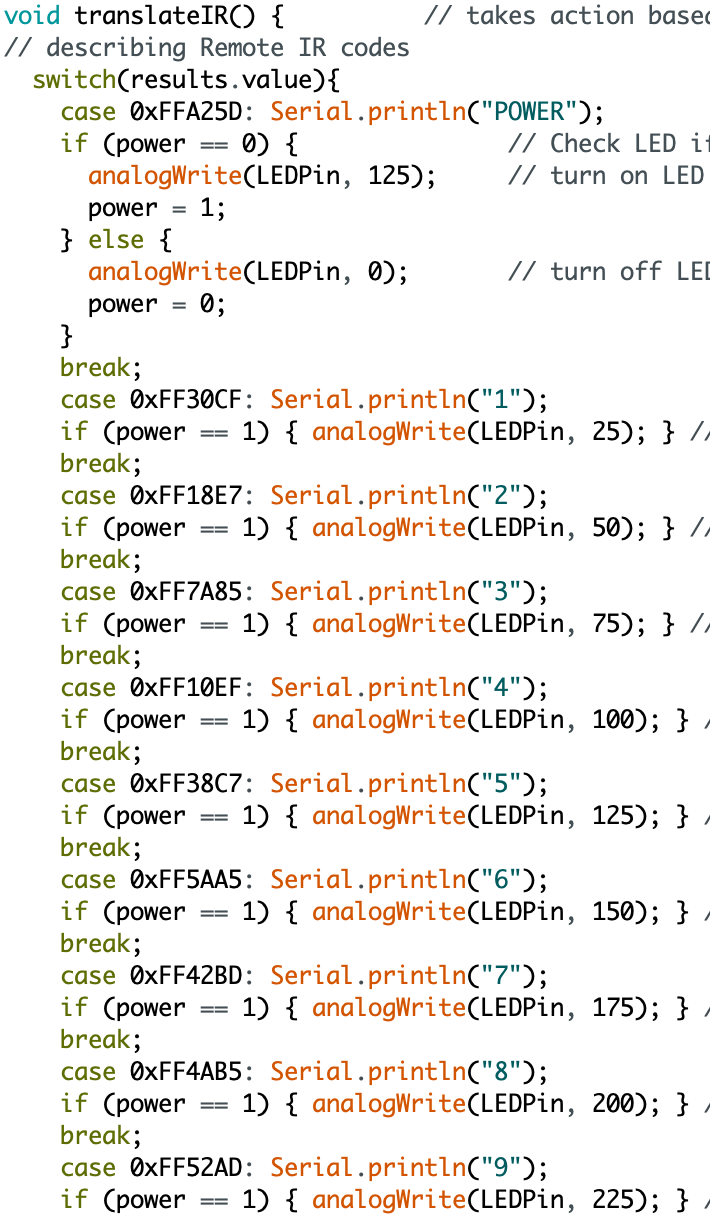 void translateIR() {          // takes action based
// describing Remote IR codes
  switch(results.value){
    case 0xFFA25D: Serial.println("POWER");
    if (power == 0) {               // Check LED if
      analogWrite(LEDPin, 125);     // turn on LED
      power = 1;
    } else {
      analogWrite(LEDPin, 0);       // turn off LED
      power = 0;
    }
    break;
    case 0xFF30CF: Serial.println("1");
    if (power == 1) { analogWrite(LEDPin, 25); } //
    break;
    case 0xFF18E7: Serial.println("2");
    if (power == 1) { analogWrite(LEDPin, 50); } //
    break;
    case 0xFF7A85: Serial.println("3");
    if (power == 1) { analogWrite(LEDPin, 75); } //
    break;
    case 0xFF10EF: Serial.println("4");
    if (power == 1) { analogWrite(LEDPin, 100); } /
    break;
    case 0xFF38C7: Serial.println("5");
    if (power == 1) { analogWrite(LEDPin, 125); } /
    break;
    case 0xFF5AA5: Serial.println("6");
    if (power == 1) { analogWrite(LEDPin, 150); } /
    break;
    case 0xFF42BD: Serial.println("7");
    if (power == 1) { analogWrite(LEDPin, 175); } /
    break;
    case 0xFF4AB5: Serial.println("8");
    if (power == 1) { analogWrite(LEDPin, 200); } /
    break;
    case 0xFF52AD: Serial.println("9");
    if (power == 1) { analogWrite(LEDPin, 225); } /